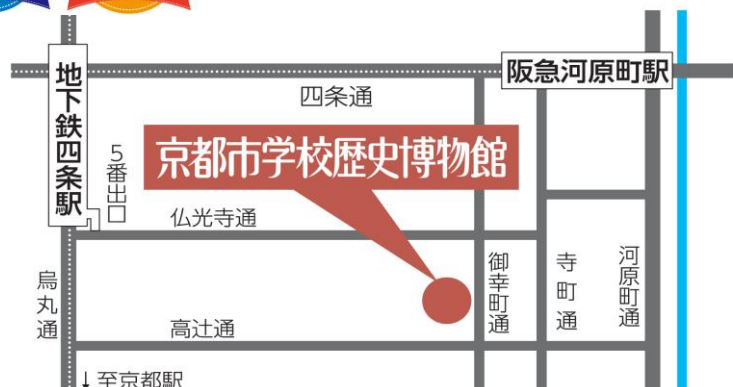 地下鉄四条駅
阪急河原町駅
四条通
5番出口
京都市学校歴史博物館
仏光寺通
御幸町通
寺町通
河原町通
烏丸通
高辻通
↓至京都駅